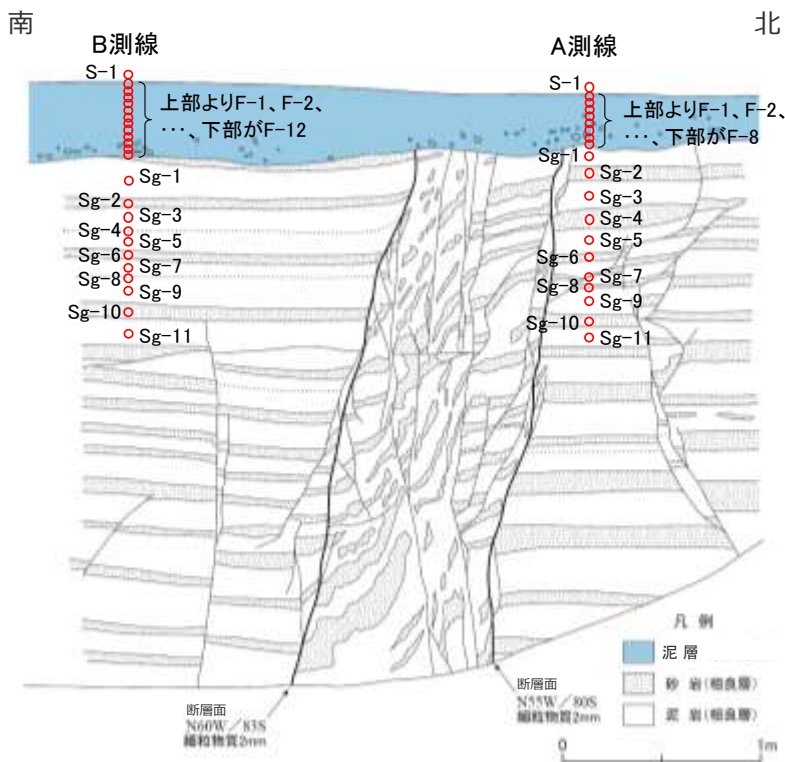 南
北
B測線
A測線
S-1
上部よりF-1、F-2、
…、下部がF-12
Sg-1
Sg-2
Sg-3
Sg-4
Sg-5
Sg-6
Sg-7
Sg-8
Sg-9
Sg-10
Sg-11
S-1
上部よりF-1、F-2、
…、下部がF-8
Sg-1
Sg-2
Sg-3
Sg-4
Sg-5
Sg-6
Sg-7
Sg-8
Sg-9
Sg-10
Sg-11
断層面
N60W/83S
細粒物質2mm
断層面
N55W/80S
細粒物質2mm
凡例
泥層
砂岩(相良層)
泥岩(相良層)
0
1m